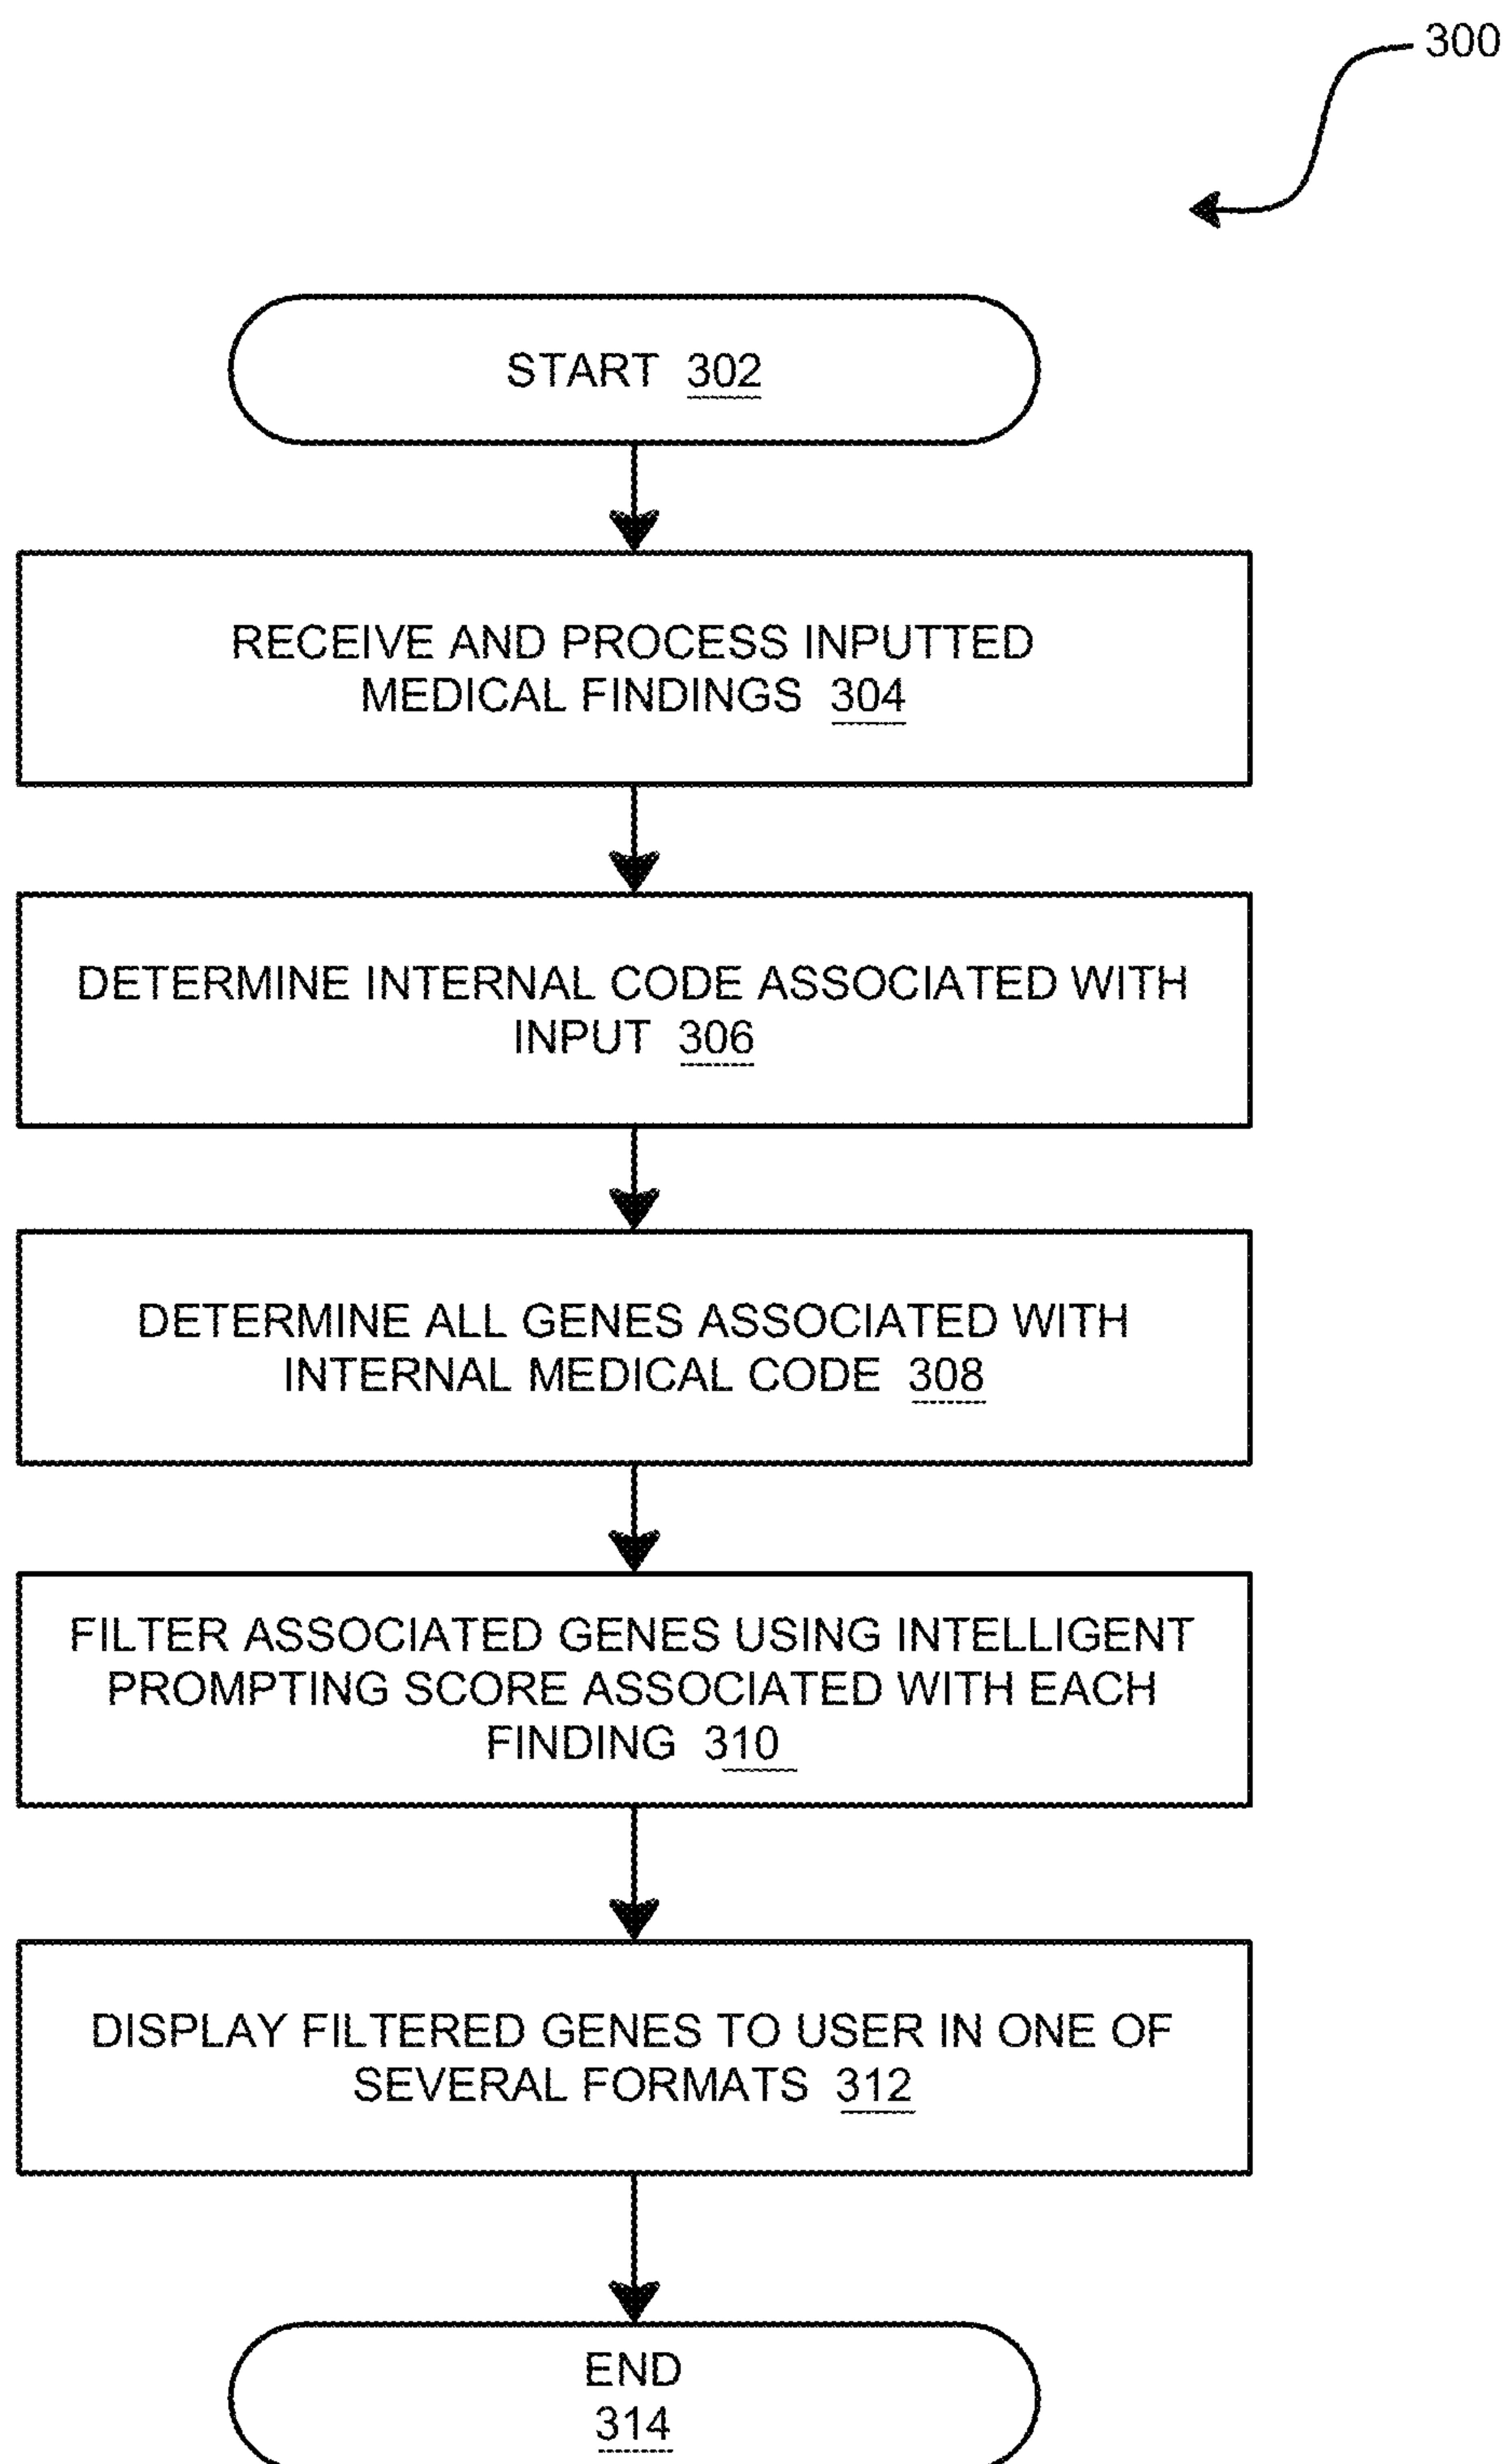 300
START 302
RECEIVE AND PROCESS INPUTTED
MEDICAL FINDINGS 304
DETERMINE INTERNAL CODE ASSOCIATED WITH
INPUT 306
DETERMINE ALL GENES ASSOCIATED WITH
INTERNAL MEDICAL CODE 308
FILTER ASSOCIATED GENES USING INTELLIGENT
PROMPTING SCORE ASSOCIATED WITH EACH
FINDING 310
DISPLAY FILTERED GENES TO USER IN ONE OF
SEVERAL FORMATS 312
END
314